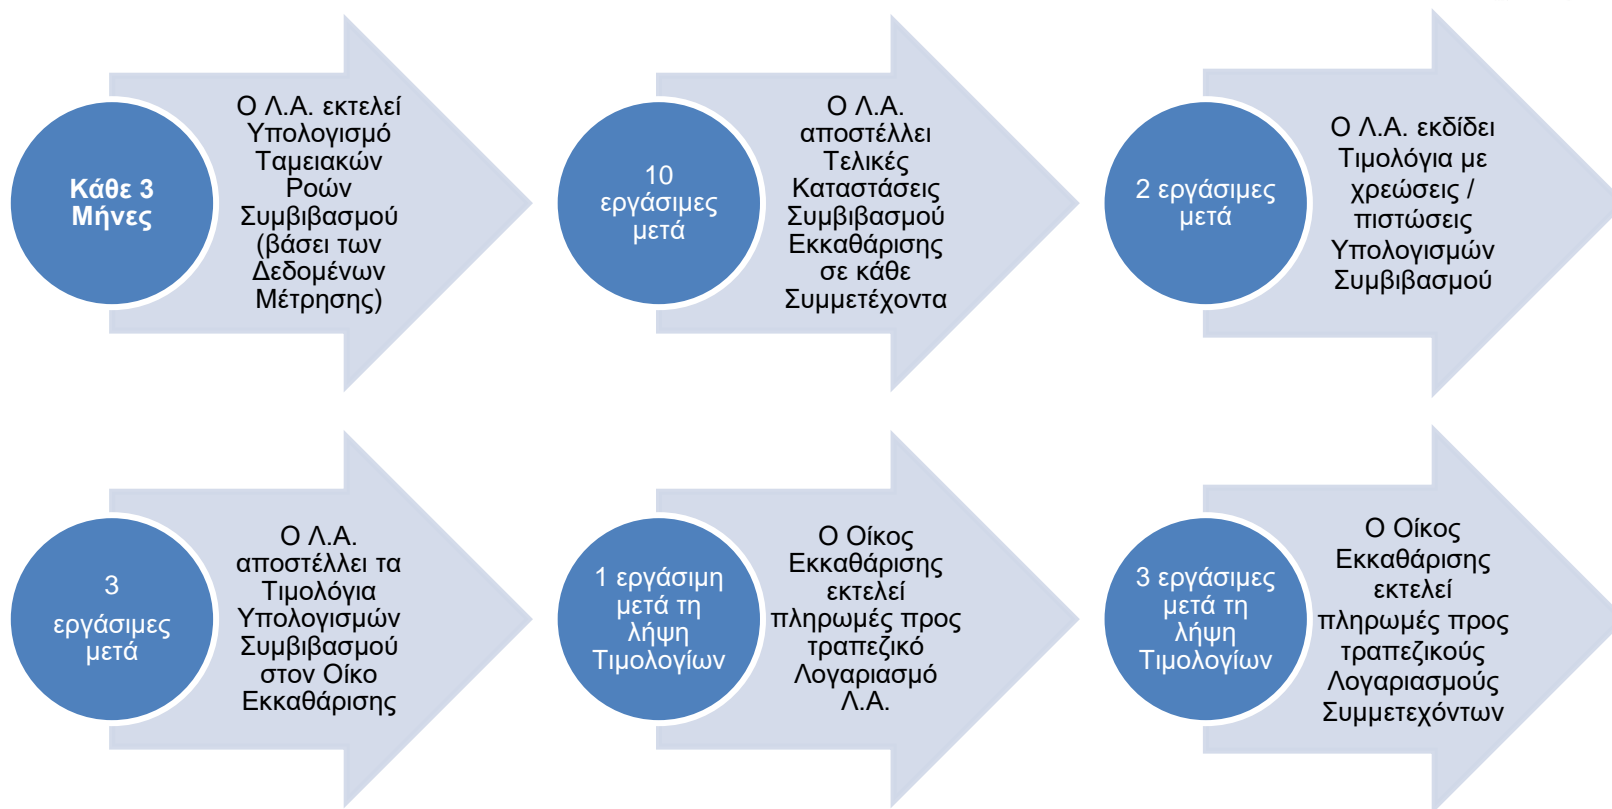 Κάθε 3
Μήνες
Ο Λ.Α. εκτελεί
Υπολογισμό
Ταμειακών
Ροών
Συμβιβασμού
(βάσει των
Δεδομένων
Μέτρησης)
10
εργάσιμες
μετά
Ο Λ.Α.
αποστέλλει
Τελικές
Καταστάσεις
Συμβιβασμού
Εκκαθάρισης
σε κάθε
Συμμετέχοντα
2 εργάσιμες
μετά
Ο Λ.Α. εκδίδει
Τιμολόγια με
χρεώσεις /
πιστώσεις
Υπολογισμών
Συμβιβασμού
3
εργάσιμες
μετά
Ο Λ.Α.
αποστέλλει τα
Τιμολόγια
Υπολογισμών
Συμβιβασμού
στον Οίκο
Εκκαθάρισης
1 εργάσιμη
μετά τη
λήψη
Τιμολογίων
Ο Οίκος
Εκκαθάρισης
εκτελεί
πληρωμές προς
τραπεζικό
Λογαριασμό
Λ.Α.
3 εργάσιμες
μετά τη
λήψη
Τιμολογίων
Ο Οίκος
Εκκαθάρισης
εκτελεί
πληρωμές προς
τραπεζικούς
Λογαριασμούς
Συμμετεχόντων